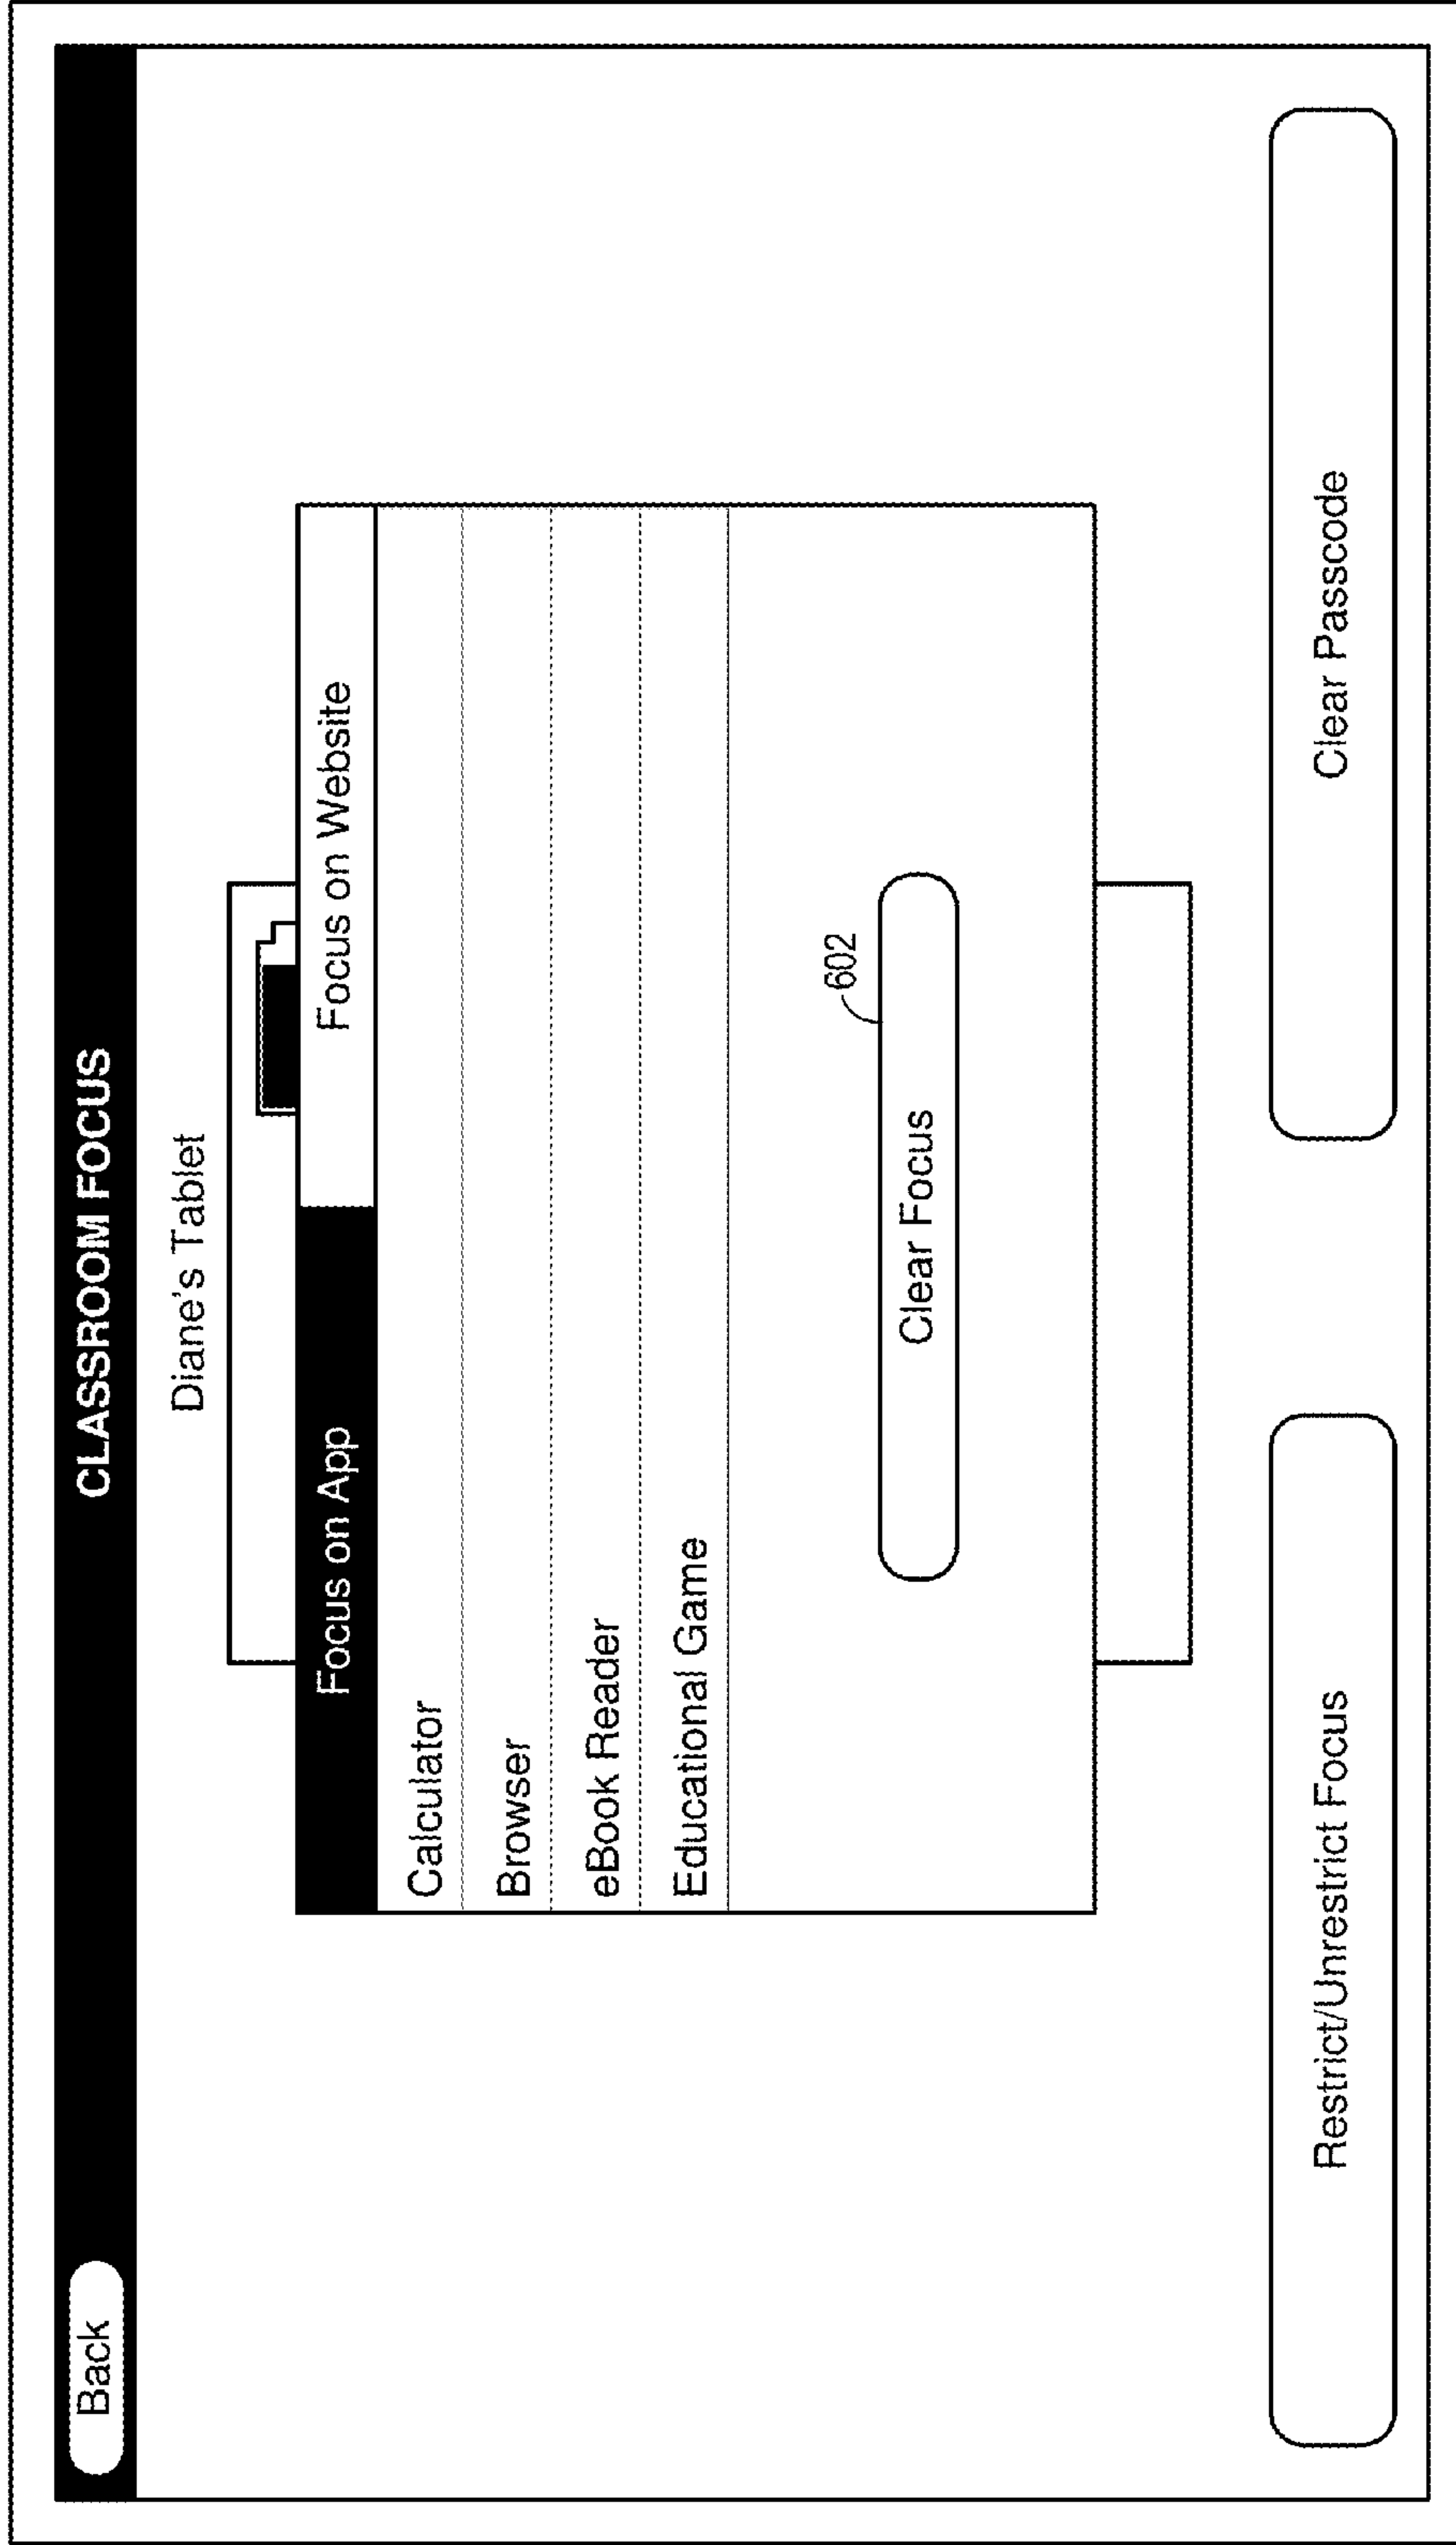 Back
CLASSROOM FOCUS
Diane's Tablet
Focus on App
Focus on Website
Calculator
Browser
eBook Reader
Educational Game
602
Clear Focus
Restrict/Unrestrict Focus
Clear Passcode